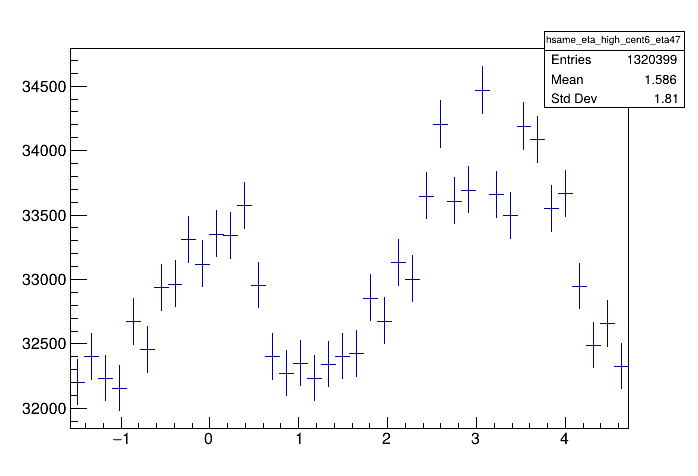 hsame_eta_high_cent6_eta47
Entries 1320399
Mean 1.586
Std Dev 1.81
34500
34000
33500
33000
32500
32000
−1 0 1 2 3 4